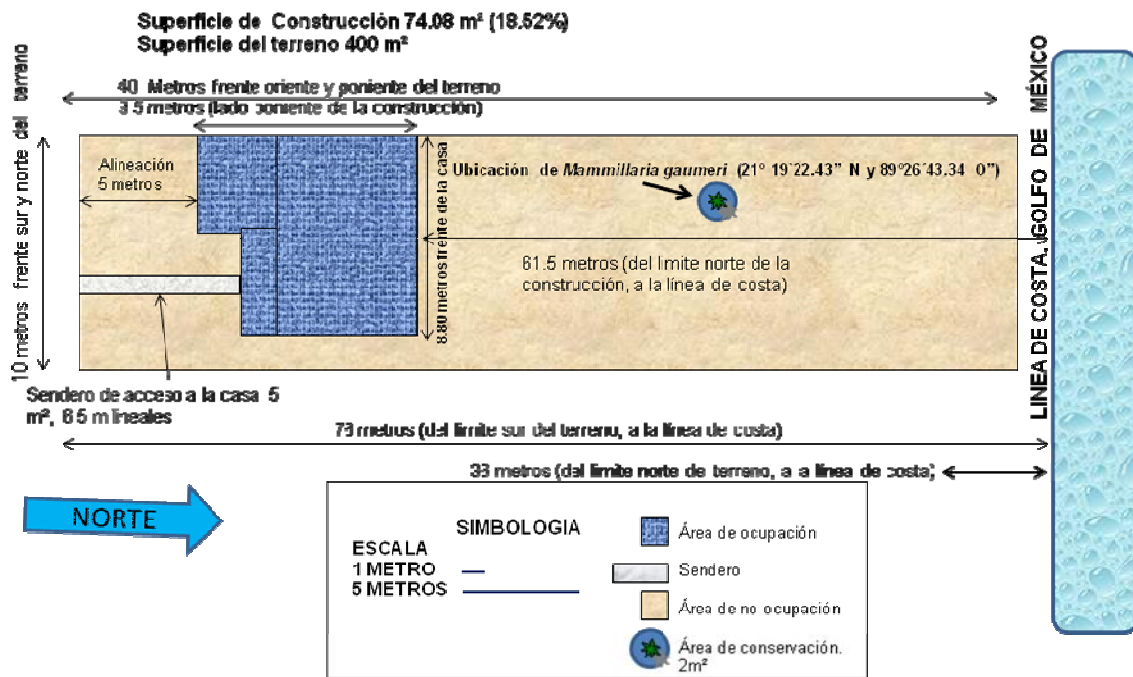 Superficie de Construcción 74.08 m² (18.52%)
Superficie del terreno 400 m²
40 Metros frente oriente y poniente del terreno
3.5 metros (lado poniente de la construcción)
10 metros frente sur y norte del terreno
Alineación
5 metros
8.80 metros frente de la casa
Ubicación de Mammillaria gaumeri (21° 19´22.43” N y 89°26´43.34 O”)
61.5 metros (del limite norte de la
construcción, a la línea de costa)
LINEA DE COSTA. GOLFO DE MÉXICO
Sendero de acceso a la casa 5
m², 6.5 m lineales
73 metros (del limite sur del terreno, a la línea de costa)
33 metros (del limite norte de terreno, a a línea de costa)
NORTE
SIMBOLOGIA
ESCALA
1 METRO
5 METROS
Área de ocupación
Sendero
Área de no ocupación
Área de conservación.
2m²